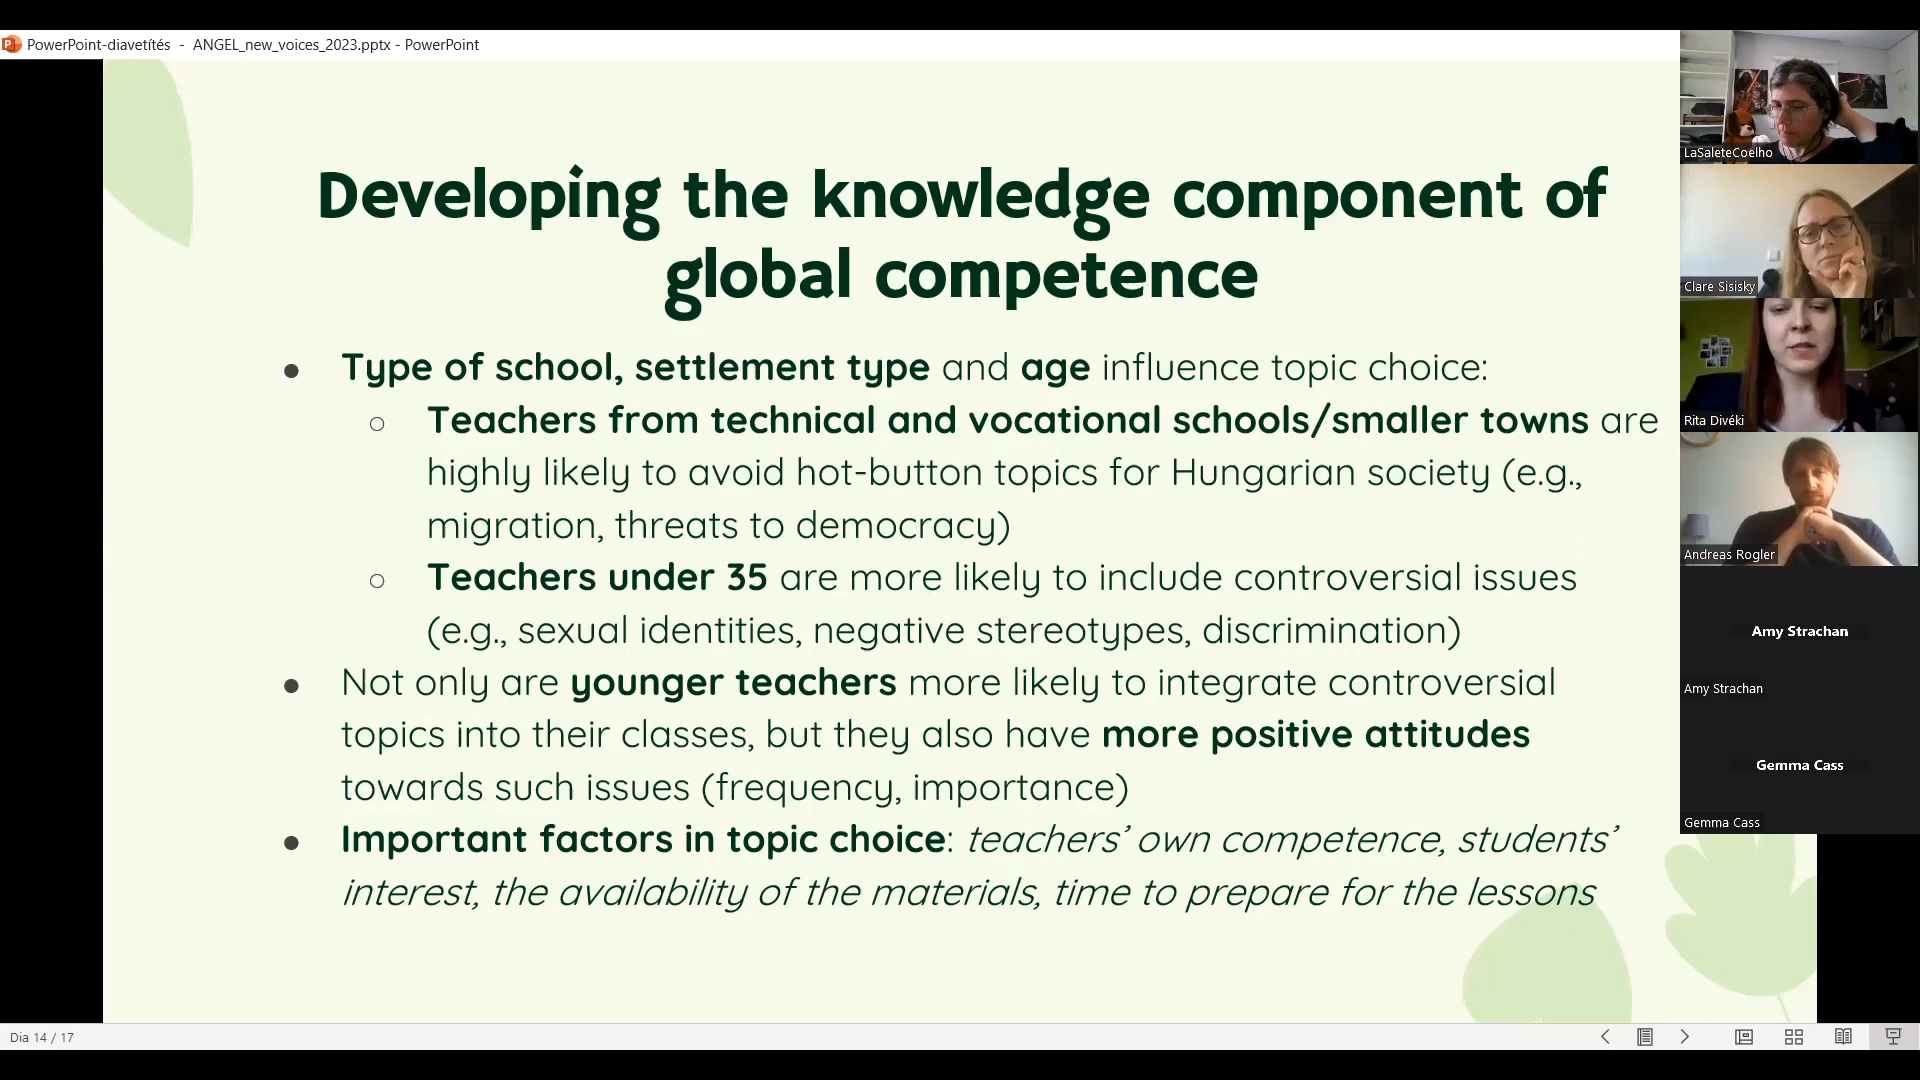 PowerPoint-diavetítés - ANGEL_new_voices_2023.pptx - PowerPoint
Developing the knowledge component of
global competence
● Type of school, settlement type and age influence topic choice:
○ Teachers from technical and vocational schools/smaller towns are
highly likely to avoid hot-button topics for Hungarian society (e.g.,
migration, threats to democracy)
○ Teachers under 35 are more likely to include controversial issues
(e.g., sexual identities, negative stereotypes, discrimination)
● Not only are younger teachers more likely to integrate controversial
topics into their classes, but they also have more positive attitudes
towards such issues (frequency, importance)
● Important factors in topic choice: teachers’ own competence, students’
interest, the availability of the materials, time to prepare for the lessons
LaSaleteCoelho
Clare Sisisky
Rita Divéki
Andreas Rogler
Amy Strachan
Amy Strachan
Gemma Cass
Gemma Cass
Dia 14 / 17